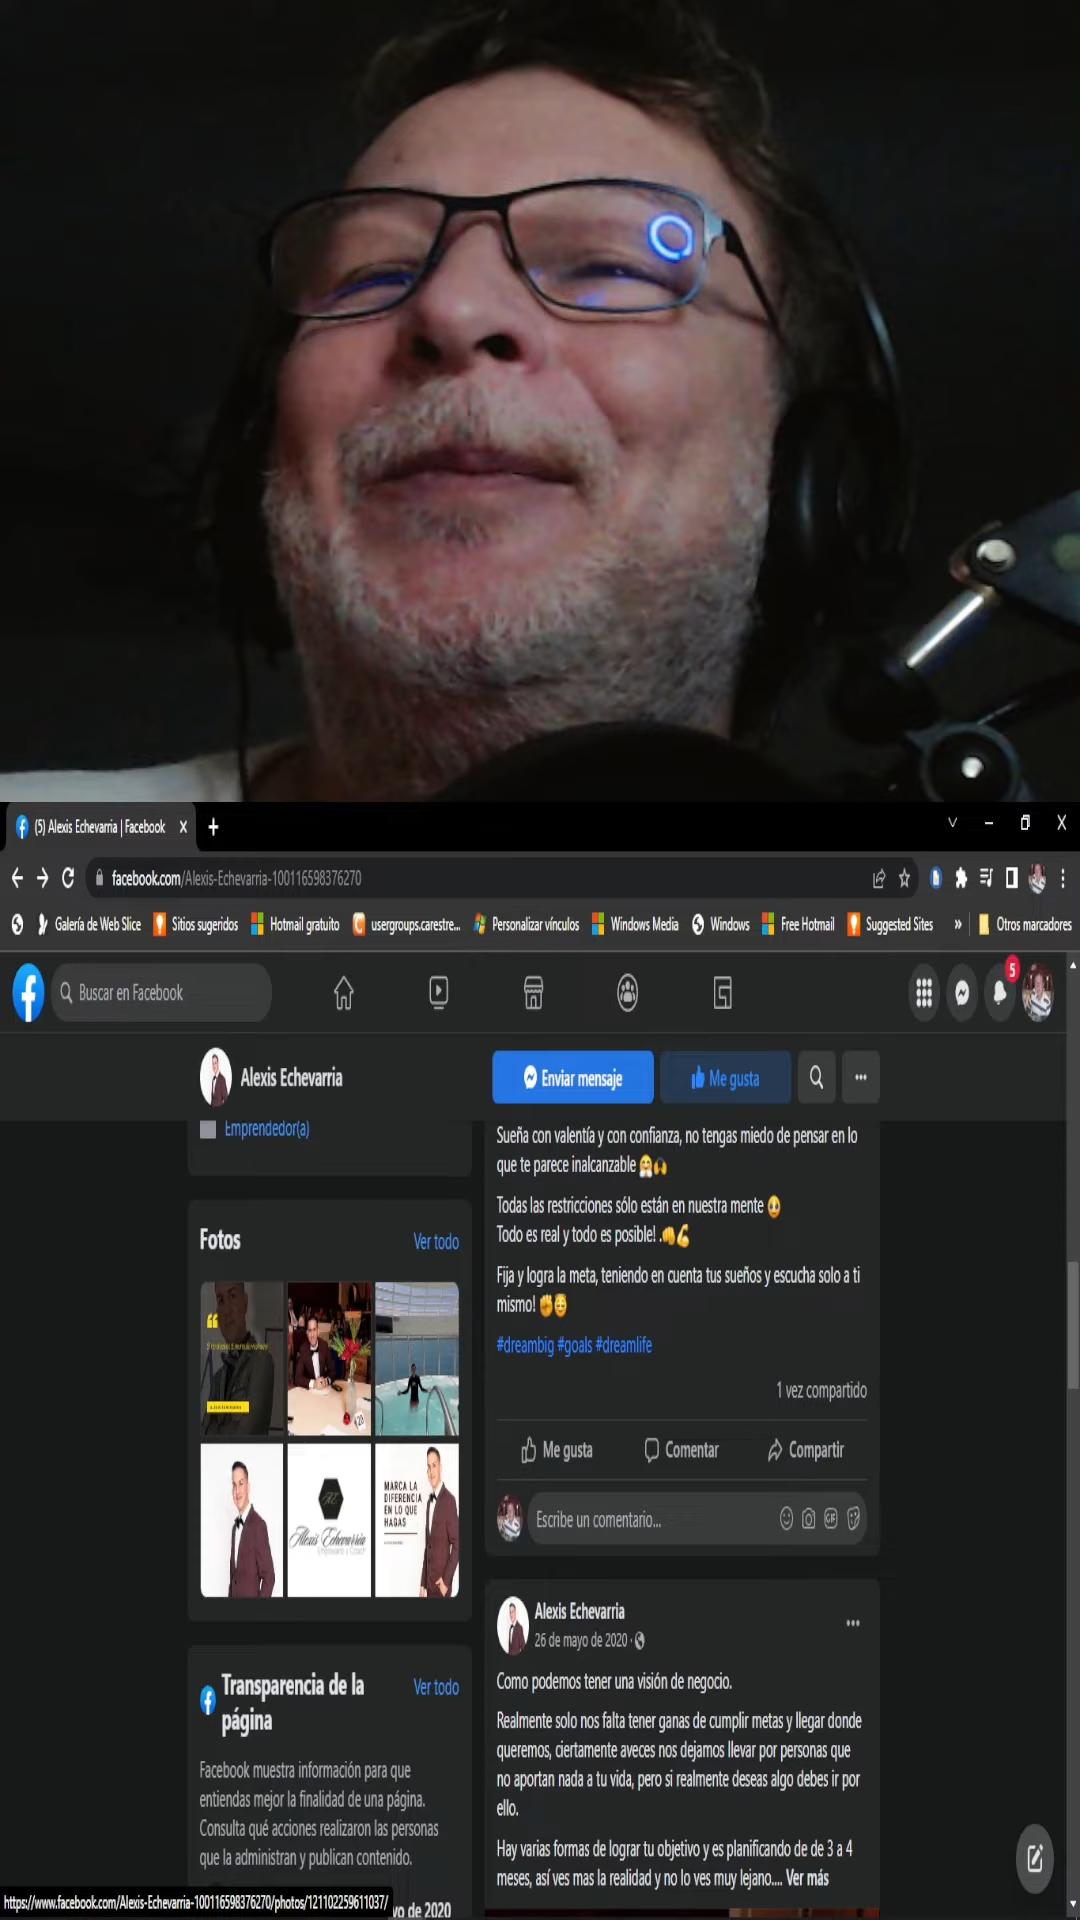 (5) Alexis Echevarria | Facebook
facebook.com/Alexis-Echevarria-100116598376270
Galería de Web Slice
Sitios sugeridos
Hotmail gratuito
usergroups.carestre...
Personalizar vínculos
Windows Media
Windows
Free Hotmail
Suggested Sites
»
Otros marcadores
Buscar en Facebook
5
Alexis Echevarria
Enviar mensaje
Me gusta
Emprendedor(a)
Fotos
Ver todo
MARCA LA
DIFERENCIA
EN LO QUE
HAGAS
Alexis Echevarria
Transparencia de la
página
Ver todo
Facebook muestra información para que
entiendas mejor la finalidad de una página.
Consulta qué acciones realizaron las personas
que la administran y publican contenido.
yo de 2020
https://www.facebook.com/Alexis-Echevarria-100116598376270/photos/121102259611037/
Sueña con valentía y con confianza, no tengas miedo de pensar en lo
que te parece inalcanzable 🤗🙌
Todas las restricciones sólo están en nuestra mente
Todo es real y todo es posible! .👊💪
Fija y logra la meta, teniendo en cuenta tus sueños y escucha solo a ti
mismo! ✊😇
#dreambig #goals #dreamlife
1 vez compartido
Me gusta
Comentar
Compartir
Escribe un comentario...
GIF
Alexis Echevarria
26 de mayo de 2020 ·
Como podemos tener una visión de negocio.
Realmente solo nos falta tener ganas de cumplir metas y llegar donde
queremos, ciertamente aveces nos dejamos llevar por personas que
no aportan nada a tu vida, pero si realmente deseas algo debes ir por
ello.
Hay varias formas de lograr tu objetivo y es planificando de de 3 a 4
meses, así ves mas la realidad y no lo ves muy lejano.... Ver más